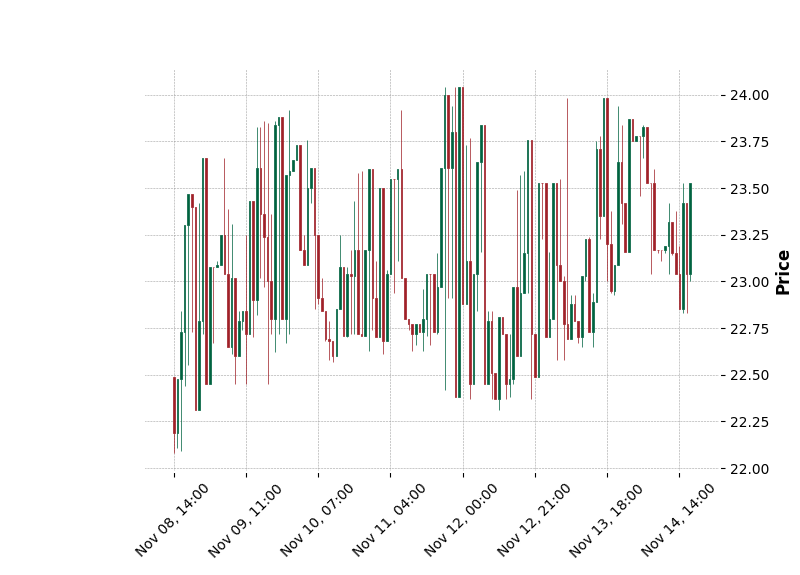 24.00
23.75
23.50
23.25
23.00
22.75
22.50
22.25
22.00
Price
Nov 08, 14:00
Nov 09, 11:00
Nov 10, 07:00
Nov 11, 04:00
Nov 12, 00:00
Nov 12, 21:00
Nov 13, 18:00
Nov 14, 14:00